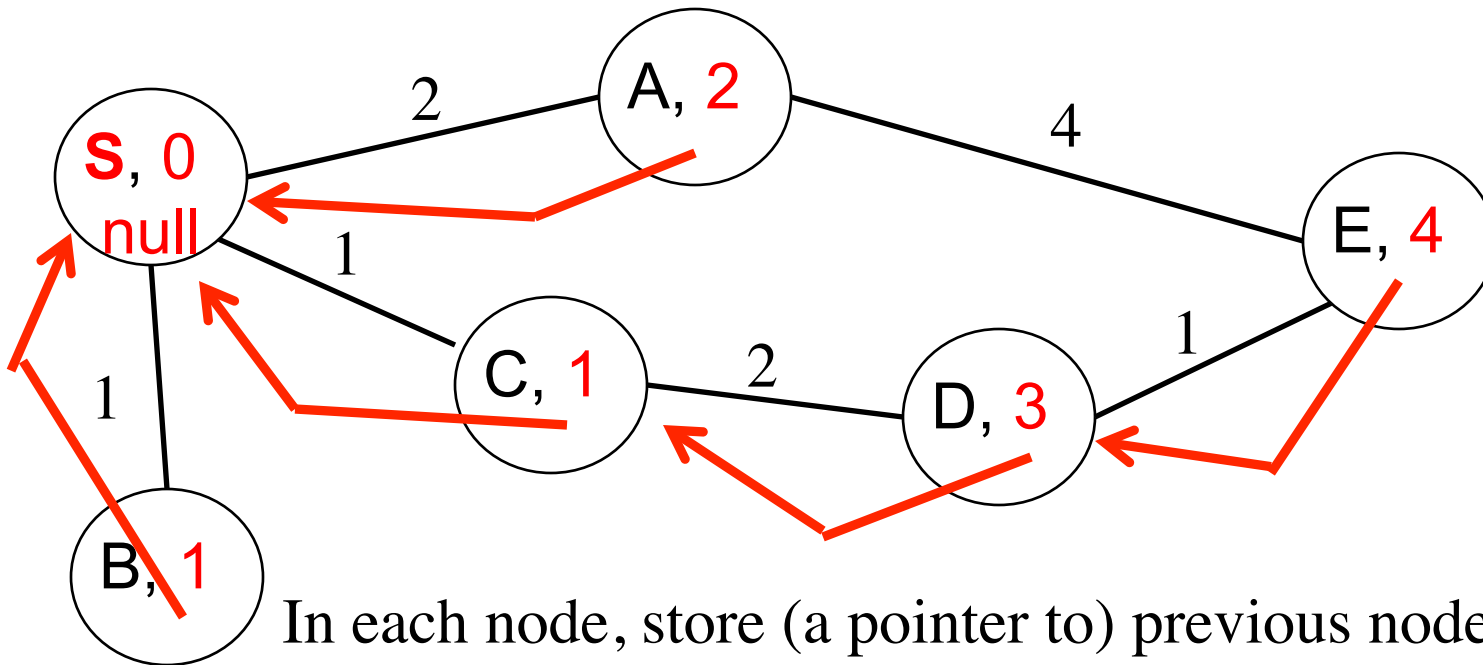 A, 2
2
4
S, 0
null
E, 4
1
1
C, 1
2
D, 3
1
B, 1
In each node, store (a pointer to) previous node